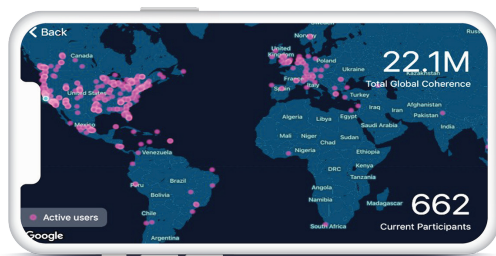 Back
22.1M
Total Global Coherence
Norway
Russ
Canada
United
Kingdom
Poland
Ukraine
Kazakhstan
France
Italy
United States
Spain
Turkey
Iraq
Iran
Afghanistan
Pakistan
Algeria
Libya
Egypt
Saudi Arabia
India
Mexico
Mali
Niger
Chad
Sudan
Venezuela
Nigeria
Ethiopia
DRC
Kenya
Tanzania
Peru
Brazil
Bolivia
Angola
Namibia
Madagascar
Chile
South Africa
Argentina
662
Current Participants
Active users
Google